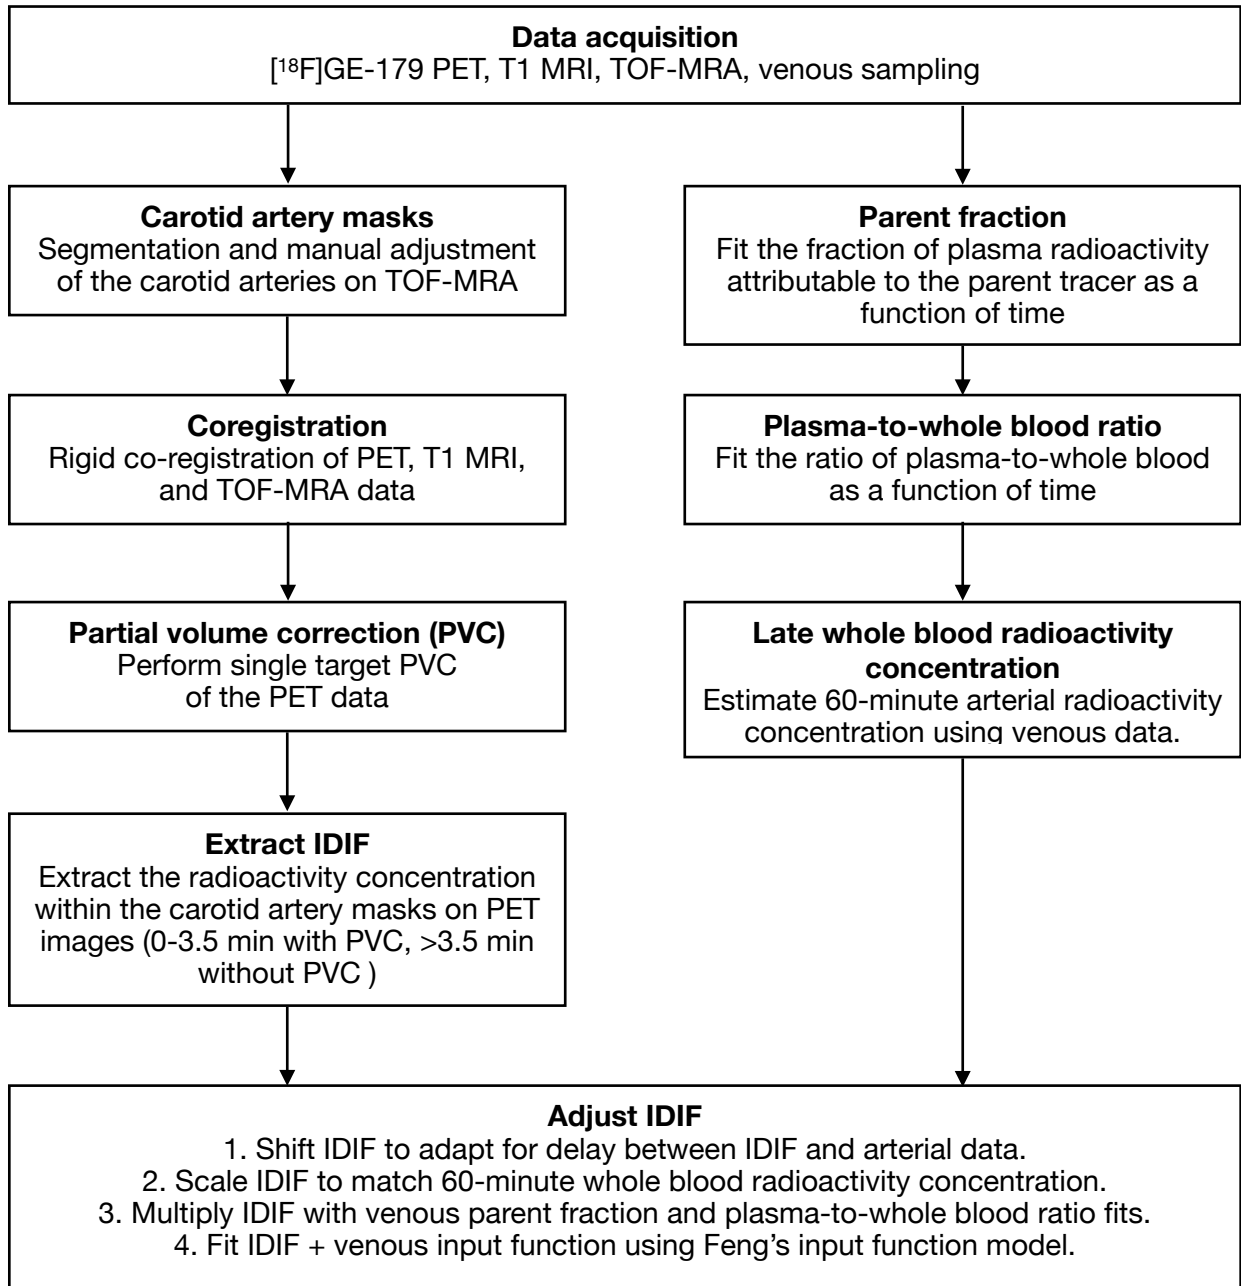 Data acquisition
[¹⁸F]GE-179 PET, T1 MRI, TOF-MRA, venous sampling
Carotid artery masks
Segmentation and manual adjustment
of the carotid arteries on TOF-MRA
Parent fraction
Fit the fraction of plasma radioactivity
attributable to the parent tracer as a
function of time
Coregistration
Rigid co-registration of PET, T1 MRI,
and TOF-MRA data
Plasma-to-whole blood ratio
Fit the ratio of plasma-to-whole blood
as a function of time
Partial volume correction (PVC)
Perform single target PVC
of the PET data
Late whole blood radioactivity
concentration
Estimate 60-minute arterial radioactivity
concentration using venous data.
Extract IDIF
Extract the radioactivity concentration
within the carotid artery masks on PET
images (0-3.5 min with PVC, >3.5 min
without PVC )
Adjust IDIF
1. Shift IDIF to adapt for delay between IDIF and arterial data.
2. Scale IDIF to match 60-minute whole blood radioactivity concentration.
3. Multiply IDIF with venous parent fraction and plasma-to-whole blood ratio fits.
4. Fit IDIF + venous input function using Feng's input function model.